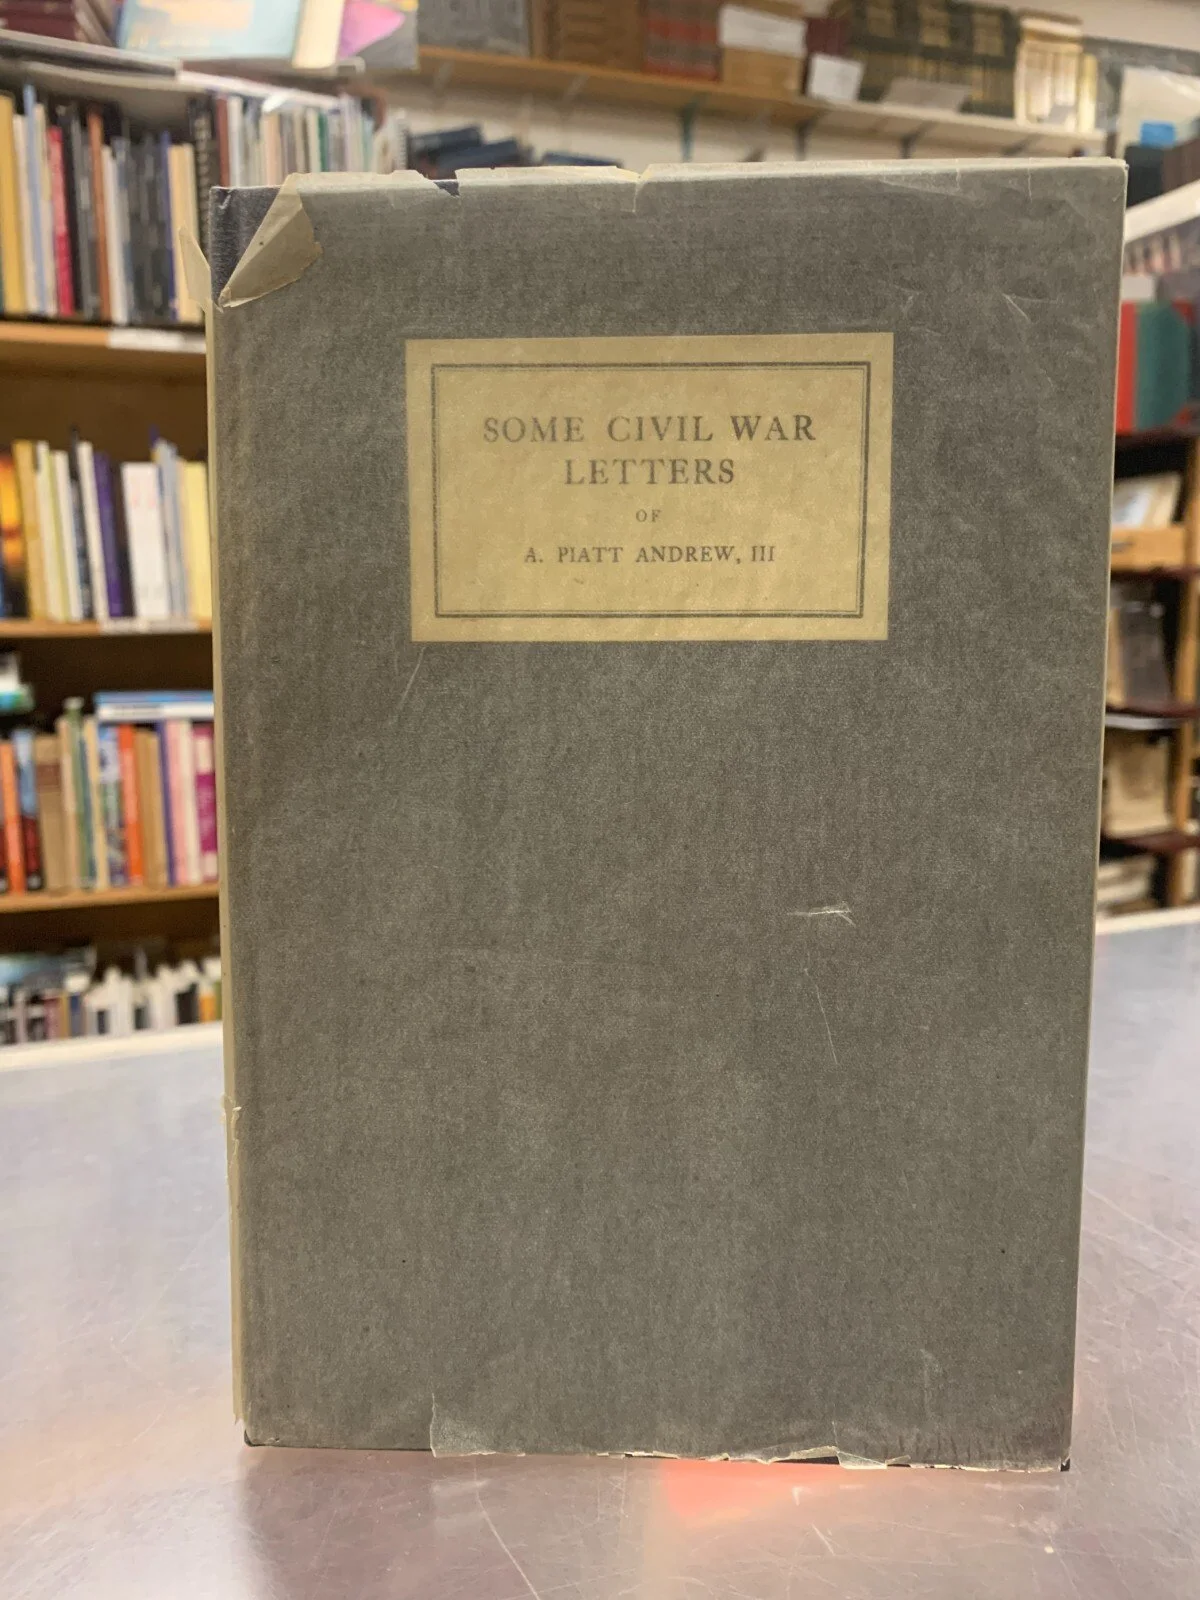 SOME CIVIL WAR
LETTERS
OF
A. PIATT ANDREW, III